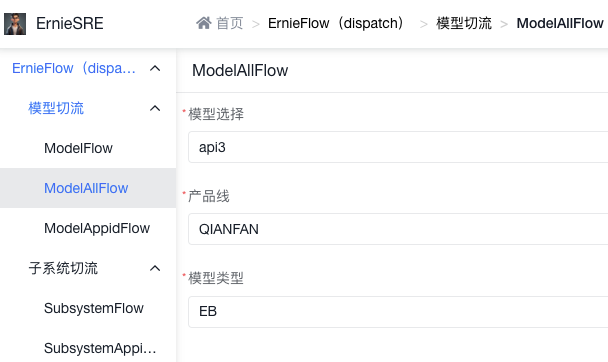 ErnieSRE
首页 > ErnieFlow（dispatch） > 模型切流 > ModelAllFlow
ErnieFlow（dispa…
模型切流
ModelFlow
ModelAllFlow
ModelAppidFlow
子系统切流
SubsystemFlow
SubsystemAppi…
ModelAllFlow
*模型选择
api3
*产品线
QIANFAN
*模型类型
EB